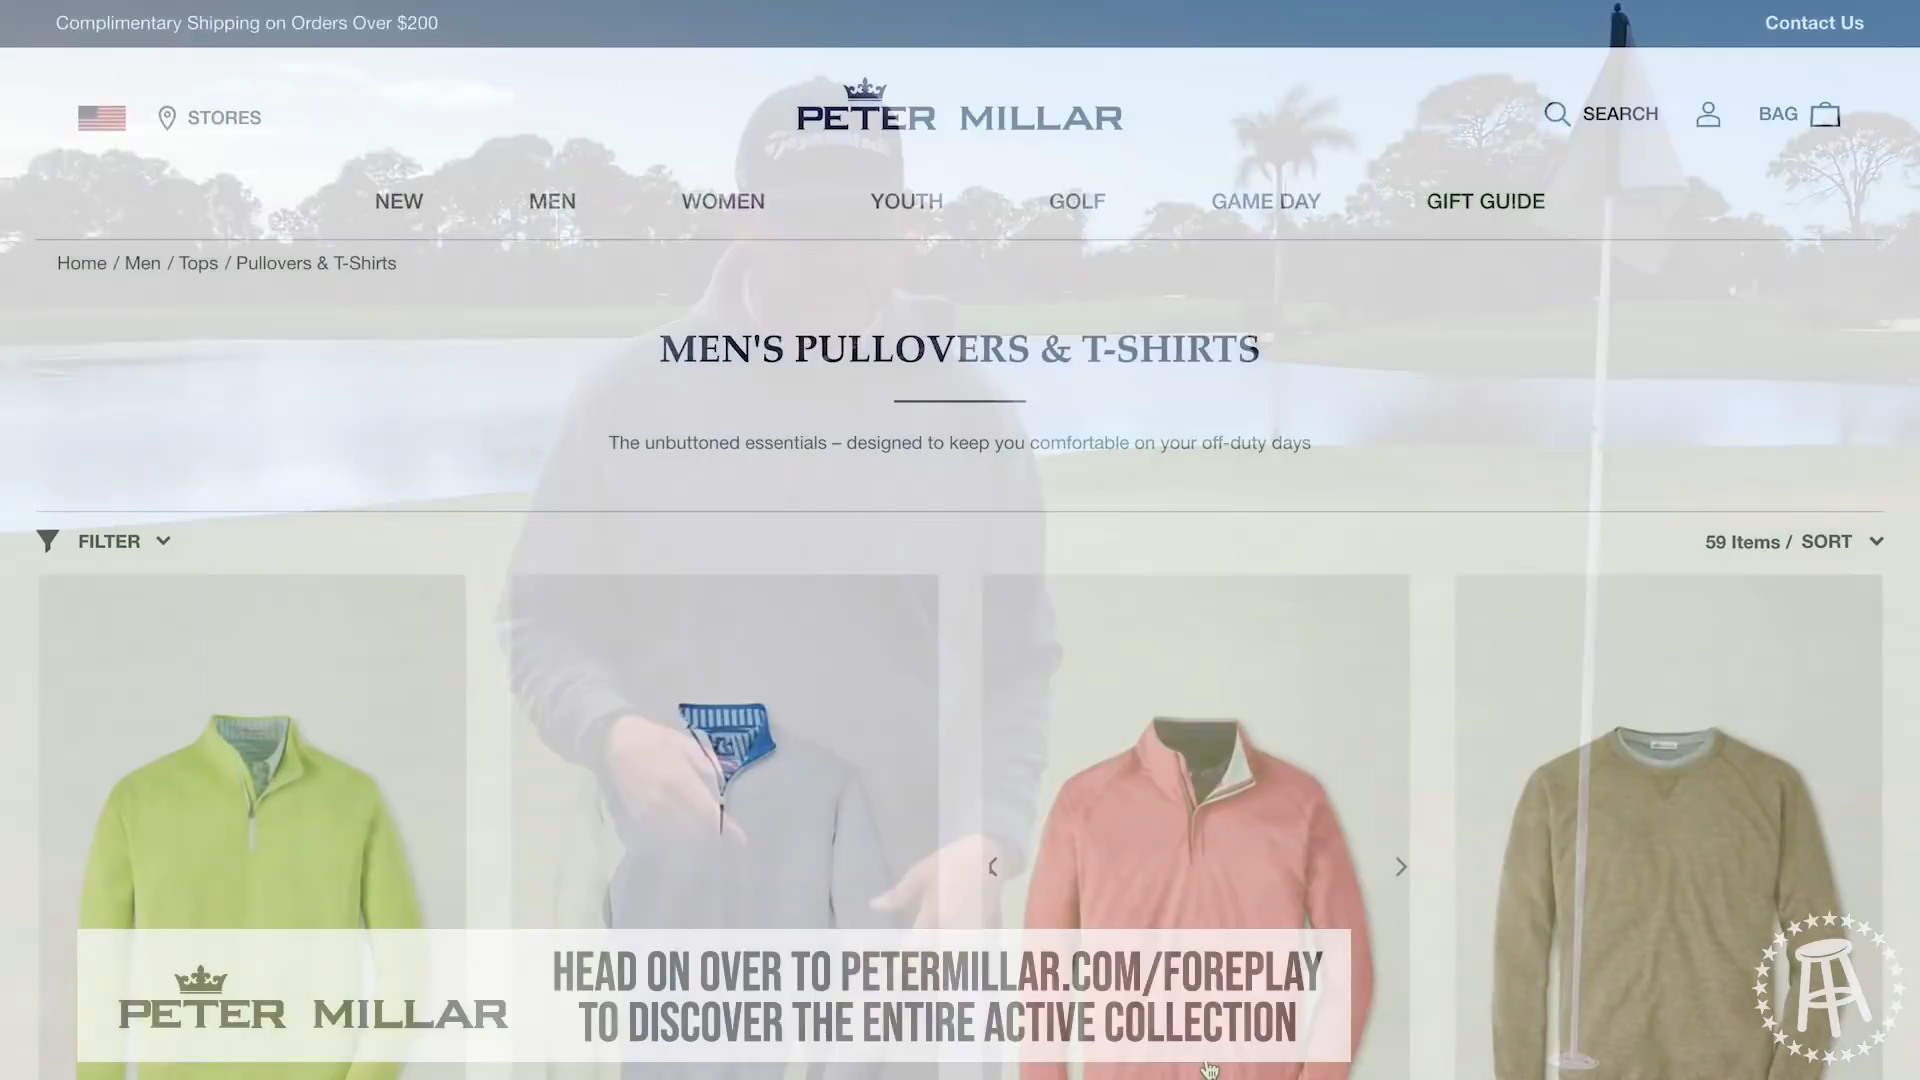 Complimentary Shipping on Orders Over $200
Contact Us
STORES
PETER MILLAR
SEARCH
BAG
NEW
MEN
WOMEN
YOUTH
GOLF
GAME DAY
GIFT GUIDE
Home / Men / Tops / Pullovers & T-Shirts
MEN'S PULLOVERS & T-SHIRTS
The unbuttoned essentials – designed to keep you comfortable on your off-duty days
FILTER
59 Items / SORT
PETER MILLAR
HEAD ON OVER TO PETERMILLAR.COM/FOREPLAY
TO DISCOVER THE ENTIRE ACTIVE COLLECTION